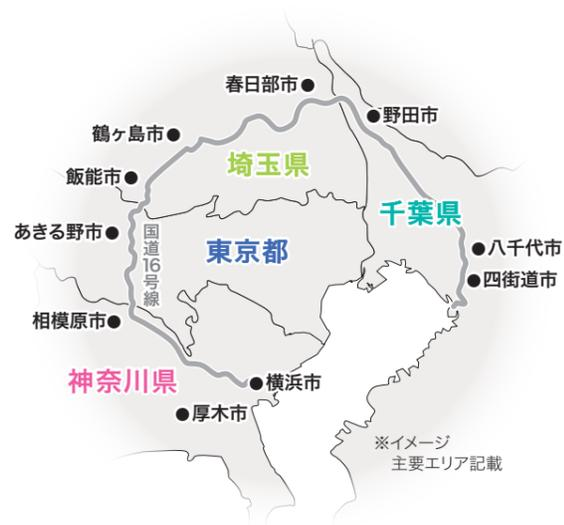 春日部市
野田市
鶴ヶ島市
埼玉県
飯能市
千葉県
あきる野市
国道16号線
東京都
八千代市
四街道市
相模原市
神奈川県
横浜市
厚木市
※イメージ
主要エリア記載